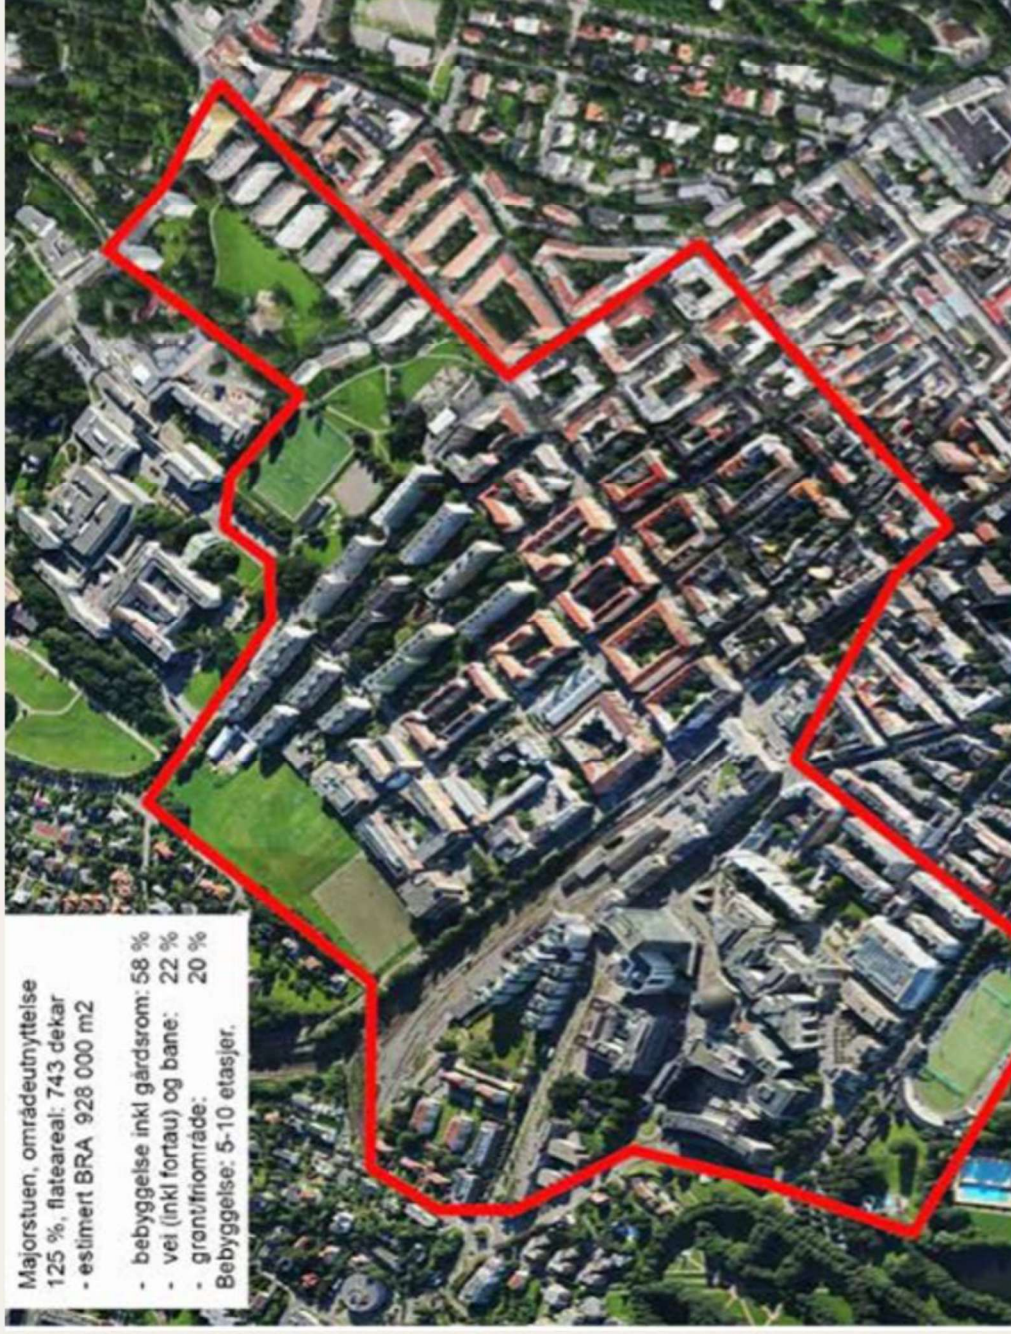 Majorstuen, områdeutnyttelse
125 %, flateareal: 743 dekar
- estimert BRA 928 000 m2
- bebyggelse inkl gårdsrom: 58 %
- vei (inkl fortau) og bane: 22 %
- grønt/friområde: 20 %
Bebyggelse: 5-10 etasjer.